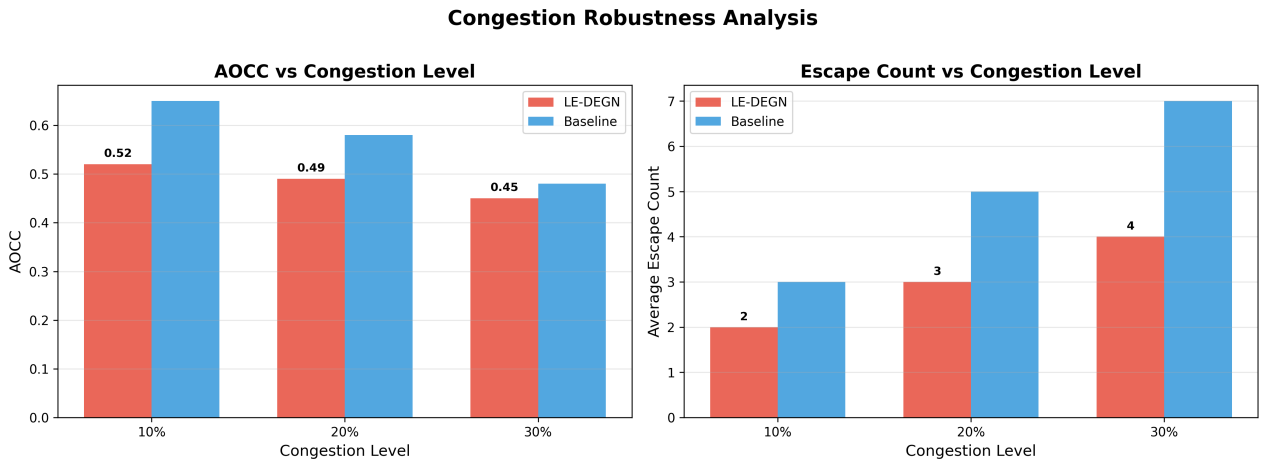 Congestion Robustness Analysis
AOCC vs Congestion Level
LE-DEGN
Baseline
AOCC
0.6
0.5
0.4
0.3
0.2
0.1
0.0
0.52
0.49
0.45
10%
20%
30%
Congestion Level
Escape Count vs Congestion Level
LE-DEGN
Baseline
Average Escape Count
7
6
5
4
3
2
1
0
2
3
4
10%
20%
30%
Congestion Level